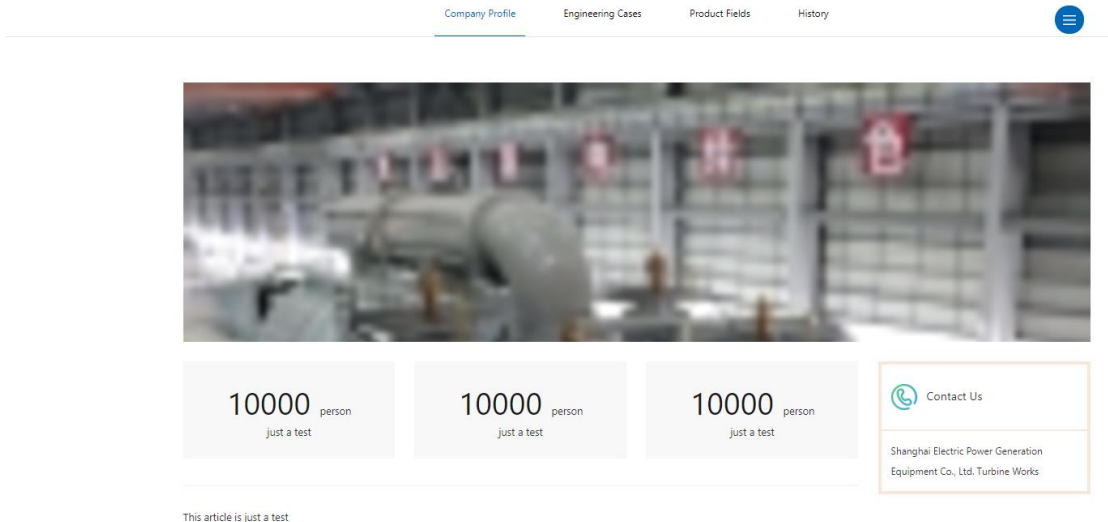 Company Profile
Engineering Cases
Product Fields
History
10000 person
just a test
10000 person
just a test
10000 person
just a test
Contact Us
Shanghai Electric Power Generation
Equipment Co., Ltd. Turbine Works
This article is just a test